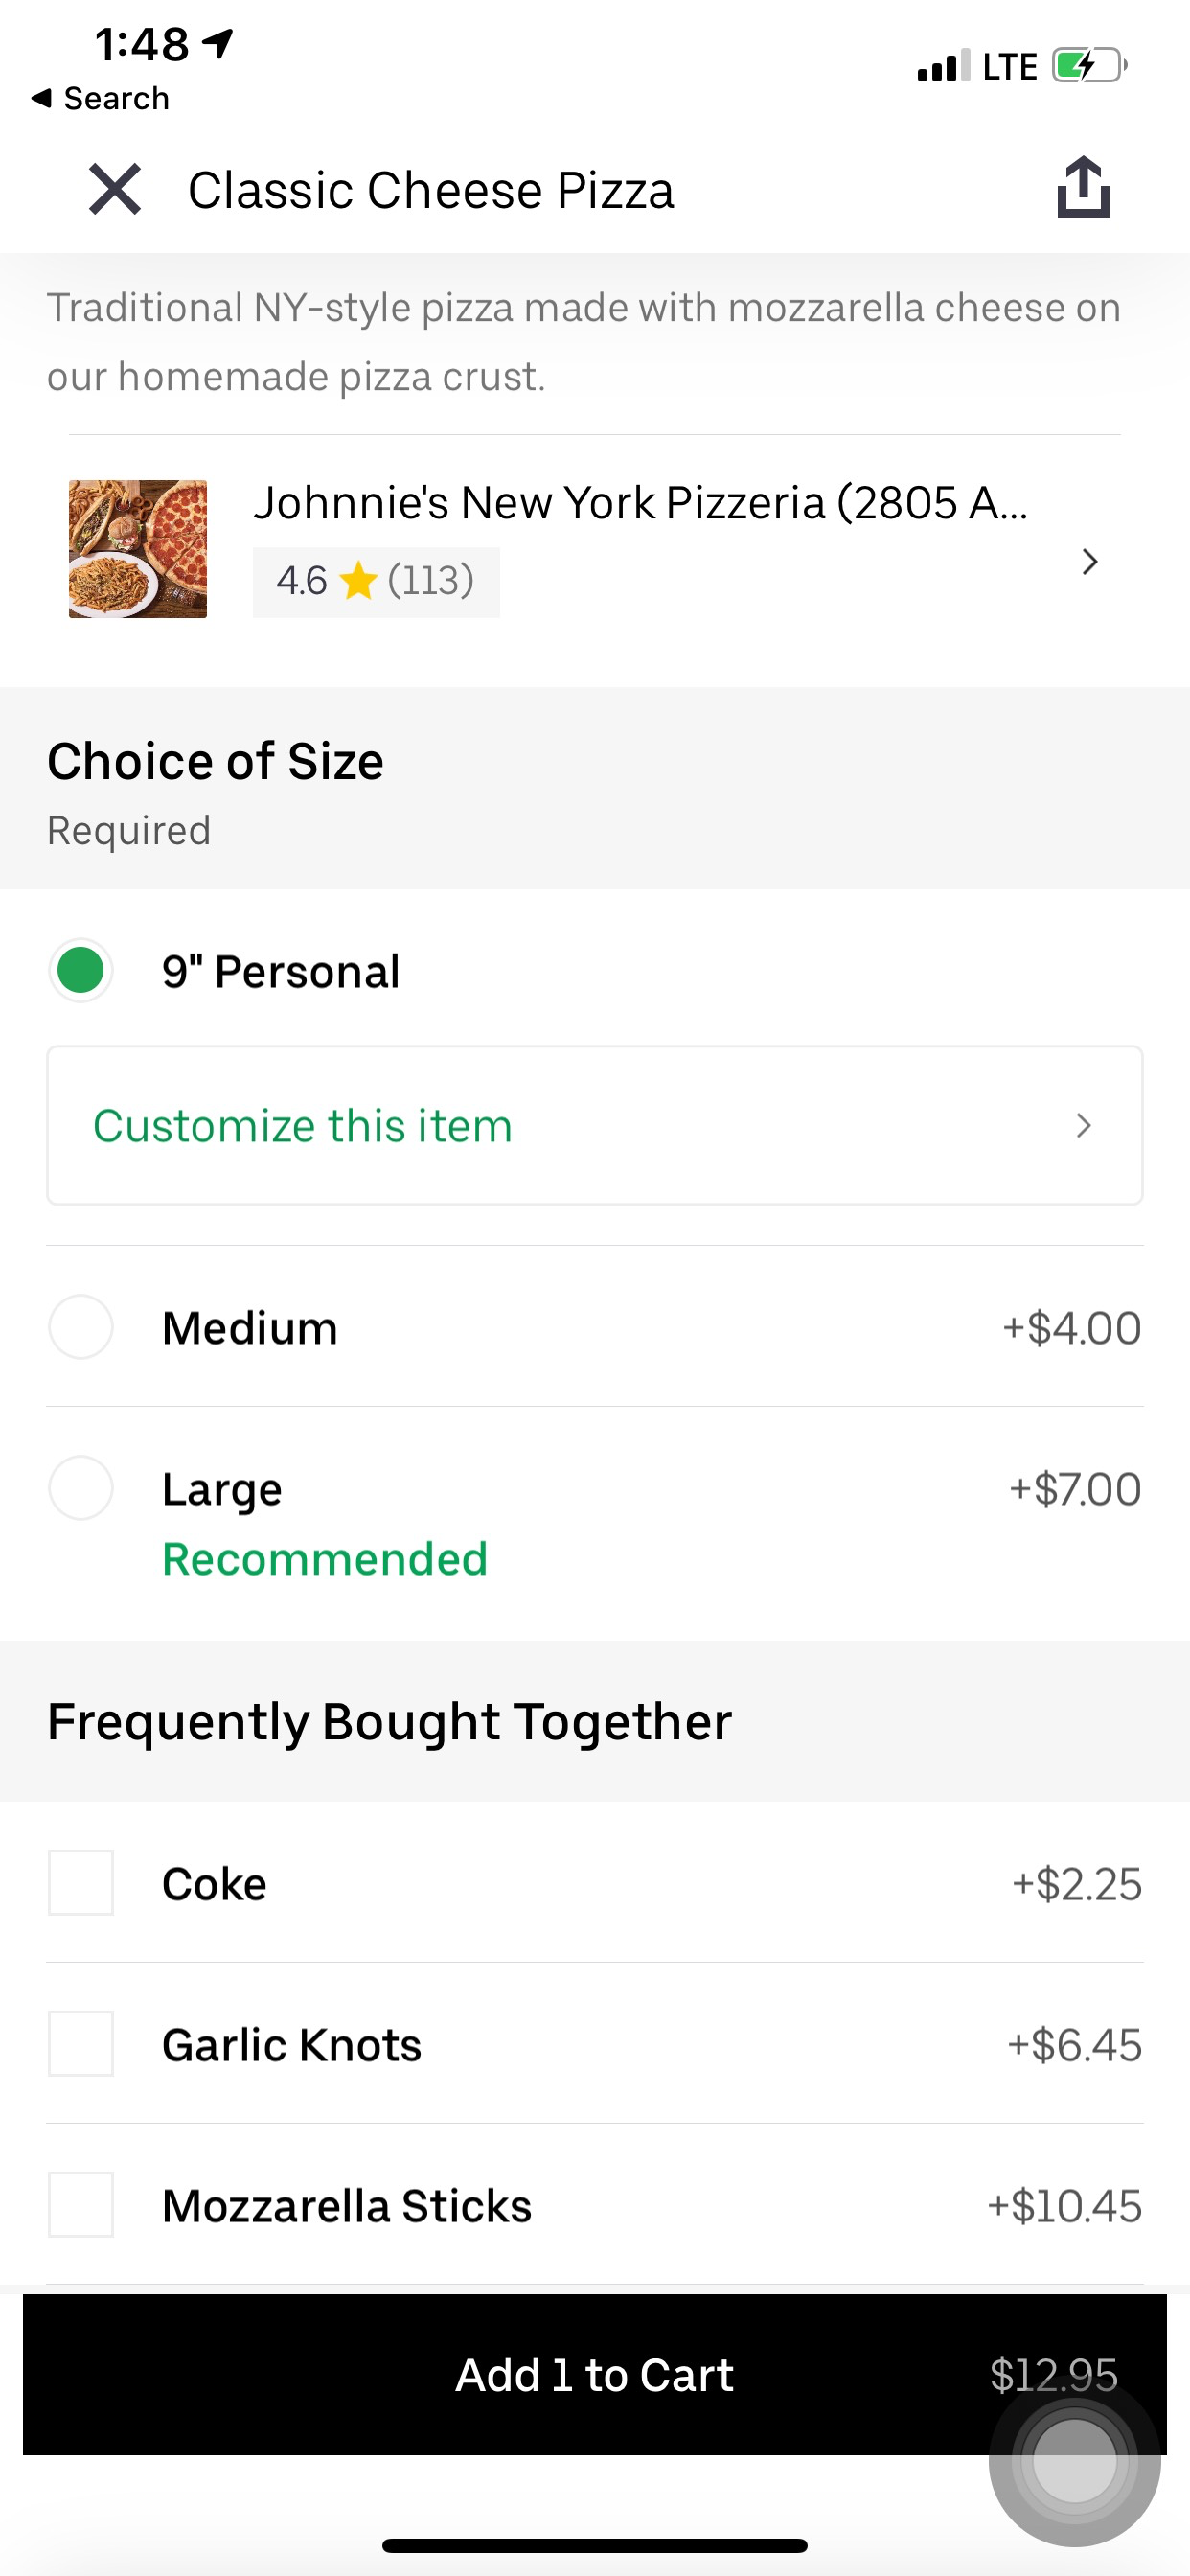 1:48
LTE
Search
Classic Cheese Pizza
Traditional NY-style pizza made with mozzarella cheese on
our homemade pizza crust.
Johnnie's New York Pizzeria (2805 A...
4.6 (113)
Choice of Size
Required
9" Personal
Customize this item
Medium +$4.00
Large +$7.00
Recommended
Frequently Bought Together
Coke +$2.25
Garlic Knots +$6.45
Mozzarella Sticks +$10.45
Add 1 to Cart $12.95